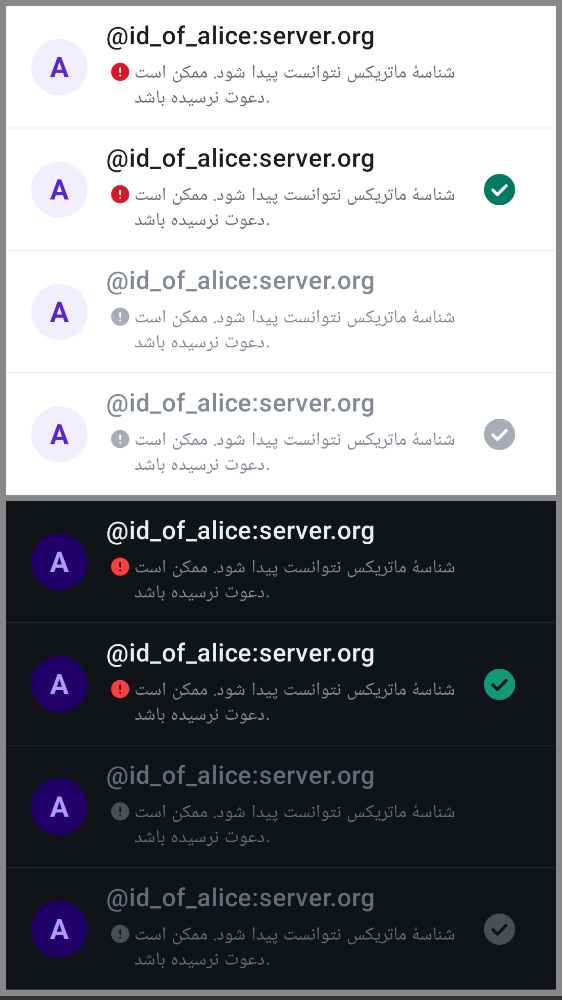 A
@id_of_alice:server.org
شناسهٔ ماتریکس نتوانست پیدا شود. ممکن است
دعوت نرسیده باشد.
A
@id_of_alice:server.org
شناسهٔ ماتریکس نتوانست پیدا شود. ممکن است
دعوت نرسیده باشد.
A
@id_of_alice:server.org
شناسهٔ ماتریکس نتوانست پیدا شود. ممکن است
دعوت نرسیده باشد.
A
@id_of_alice:server.org
شناسهٔ ماتریکس نتوانست پیدا شود. ممکن است
دعوت نرسیده باشد.
A
@id_of_alice:server.org
شناسهٔ ماتریکس نتوانست پیدا شود. ممکن است
دعوت نرسیده باشد.
A
@id_of_alice:server.org
شناسهٔ ماتریکس نتوانست پیدا شود. ممکن است
دعوت نرسیده باشد.
A
@id_of_alice:server.org
شناسهٔ ماتریکس نتوانست پیدا شود. ممکن است
دعوت نرسیده باشد.
A
@id_of_alice:server.org
شناسهٔ ماتریکس نتوانست پیدا شود. ممکن است
دعوت نرسیده باشد.